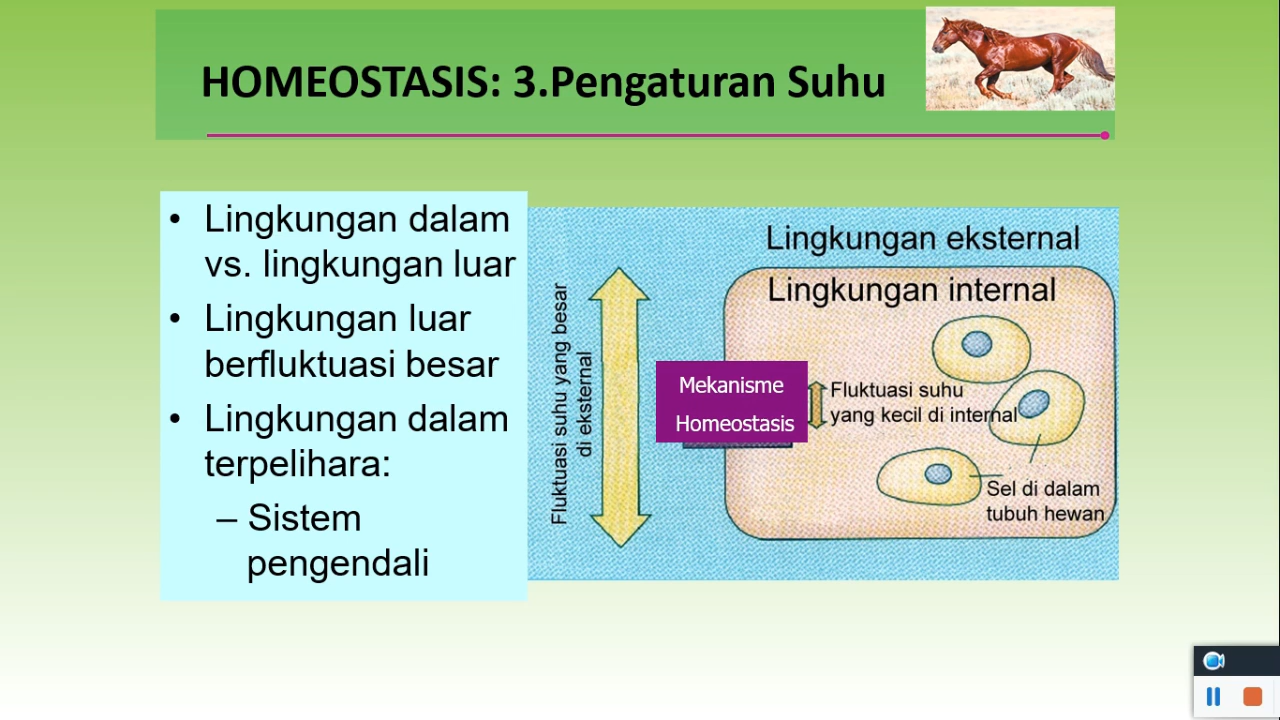 HOMEOSTASIS: 3.Pengaturan Suhu
• Lingkungan dalam
vs. lingkungan luar
• Lingkungan luar
berfluktuasi besar
• Lingkungan dalam
terpelihara:
– Sistem
pengendali
Fluktuasi suhu yang besar
di eksternal
Lingkungan eksternal
Lingkungan internal
Mekanisme
Homeostasis
Fluktuasi suhu
yang kecil di internal
Sel di dalam
tubuh hewan